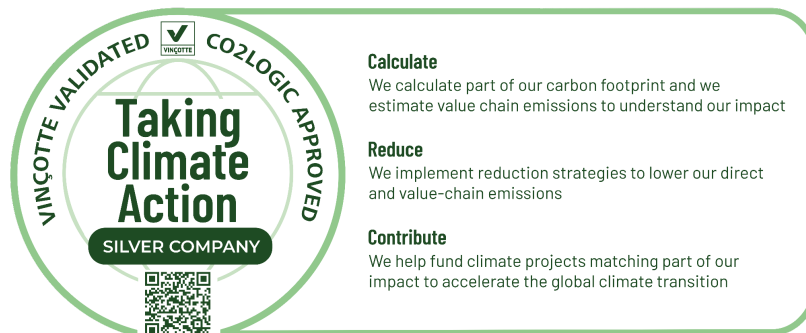 VINÇOTTE VALIDATED
VINÇOTTE
CO2LOGIC APPROVED
Taking
Climate
Action
SILVER COMPANY
Calculate
We calculate part of our carbon footprint and we
estimate value chain emissions to understand our impact
Reduce
We implement reduction strategies to lower our direct
and value-chain emissions
Contribute
We help fund climate projects matching part of our
impact to accelerate the global climate transition